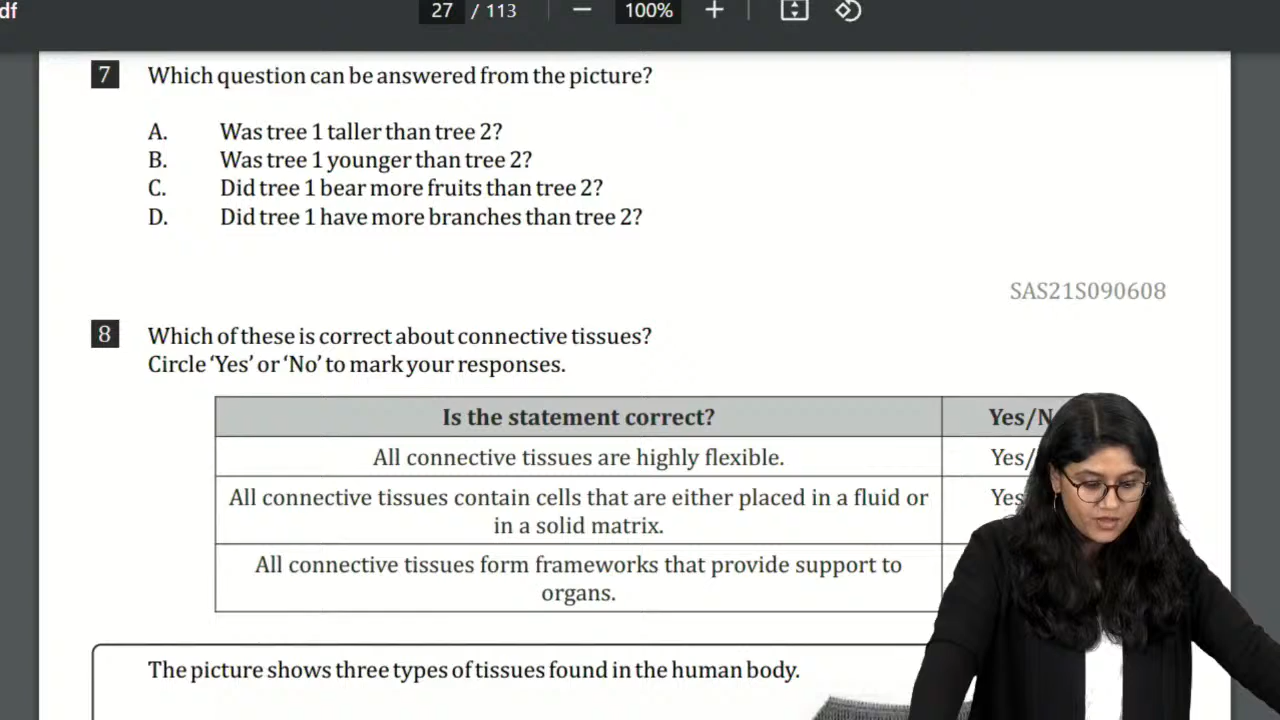 df
27 / 113
100%
7 Which question can be answered from the picture?
A. Was tree 1 taller than tree 2?
B. Was tree 1 younger than tree 2?
C. Did tree 1 bear more fruits than tree 2?
D. Did tree 1 have more branches than tree 2?
SAS21S090608
8 Which of these is correct about connective tissues?
Circle ‘Yes’ or ‘No’ to mark your responses.
Is the statement correct? Yes/N
All connective tissues are highly flexible. Yes/
All connective tissues contain cells that are either placed in a fluid or Yes
in a solid matrix.
All connective tissues form frameworks that provide support to
organs.
The picture shows three types of tissues found in the human body.